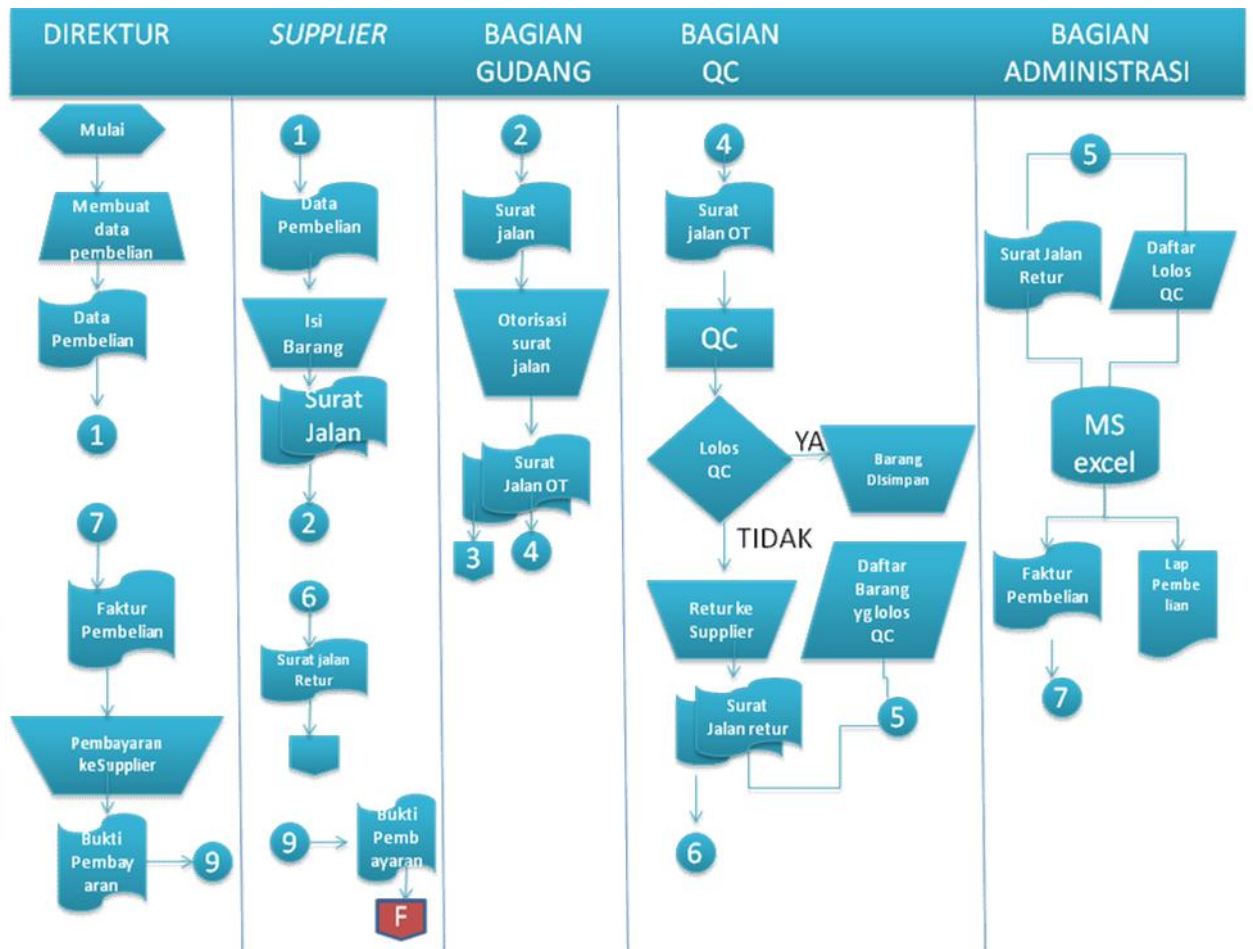 DIREKTUR
SUPPLIER
BAGIAN
GUDANG
BAGIAN
QC
BAGIAN
ADMINISTRASI
Mulai
Membuat
data
pembelian
Data
Pembelian
1
7
Faktur
Pembelian
Pembayaran
keSupplier
Bukti
Pembay
aran
9
1
Data
Pembelian
Isi
Barang
Surat
Jalan
2
6
Surat jalan
Retur
9
Bukti
Pemb
ayaran
F
2
Surat
jalan
Otorisasi
surat
jalan
Surat
Jalan OT
3
4
4
Surat
jalan OT
QC
Lolos
QC
YA
Barang
DIsimpan
TIDAK
Retur ke
Supplier
Daftar
Barang
yg lolos
QC
Surat
Jalan retur
5
6
5
Surat Jalan
Retur
Daftar
Lolos
QC
MS
excel
Faktur
Pembelian
Lap
Pembe
lian
7